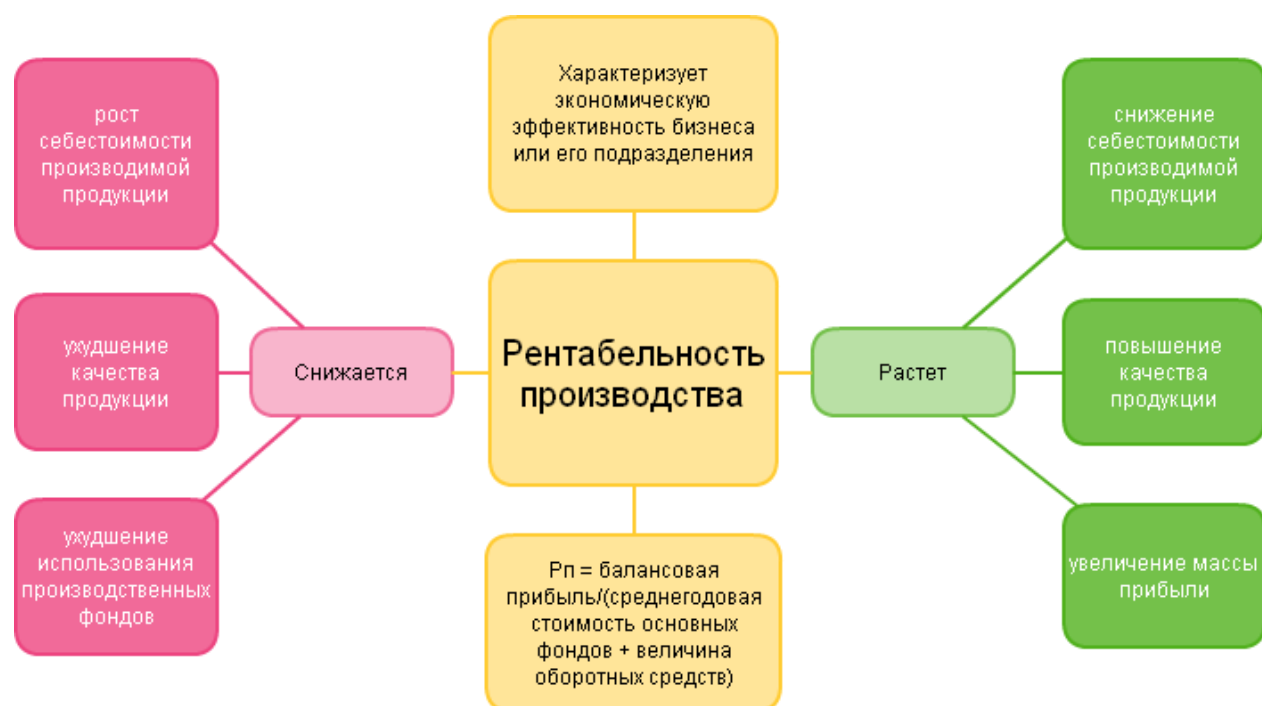 Характеризует
экономическую
эффективность бизнеса
или его подразделения
рост
себестоимости
производимой
продукции
снижение
себестоимости
производимой
продукции
ухудшение
качества
продукции
Снижается
Рентабельность
производства
Растет
повышение
качества
продукции
ухудшение
использования
производственных
фондов
Рп = балансовая
прибыль/(среднегодовая
стоимость основных
фондов + величина
оборотных средств)
увеличение массы
прибыли